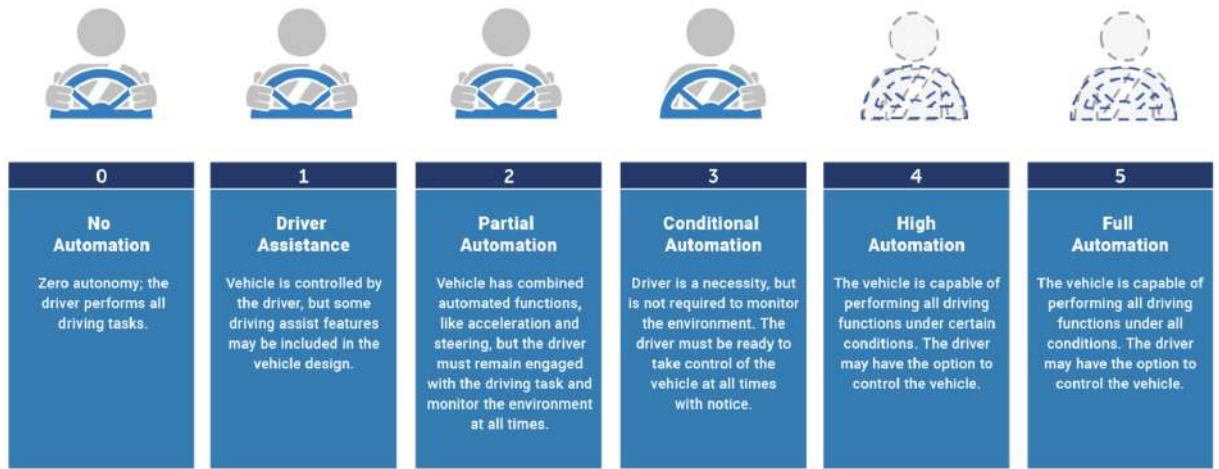 0
No
Automation
Zero autonomy; the
driver performs all
driving tasks.
1
Driver
Assistance
Vehicle is controlled by
the driver, but some
driving assist features
may be included in the
vehicle design.
2
Partial
Automation
Vehicle has combined
automated functions,
like acceleration and
steering, but the driver
must remain engaged
with the driving task and
monitor the environment
at all times.
3
Conditional
Automation
Driver is a necessity, but
is not required to monitor
the environment. The
driver must be ready to
take control of the
vehicle at all times
with notice.
4
High
Automation
The vehicle is capable of
performing all driving
functions under certain
conditions. The driver
may have the option to
control the vehicle.
5
Full
Automation
The vehicle is capable of
performing all driving
functions under all
conditions. The driver
may have the option to
control the vehicle.